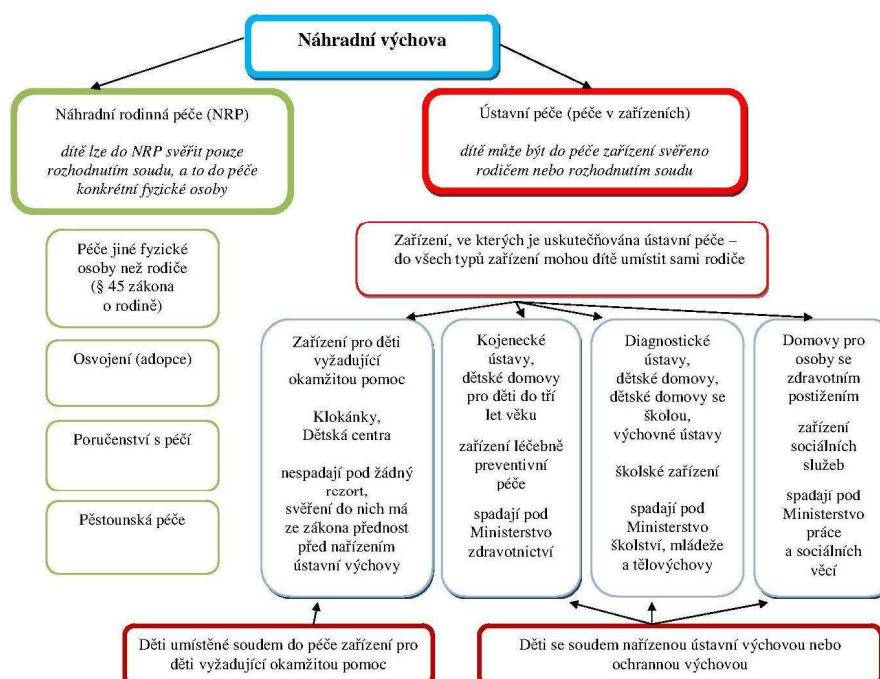 Náhradní výchova
Náhradní rodinná péče (NRP)
dítě lze do NRP svěřit pouze
rozhodnutím soudu, a to do péče
konkrétní fyzické osoby
Ústavní péče (péče v zařízeních)
dítě může být do péče zařízení svěřeno
rodičem nebo rozhodnutím soudu
Péče jiné fyzické
osoby než rodiče
(§ 45 zákona
o rodině)
Osvojení (adopce)
Poručenství s péčí
Pěstounská péče
Zařízení, ve kterých je uskutečňována ústavní péče –
do všech typů zařízení mohou dítě umístit sami rodiče
Zařízení pro děti
vyžadující
okamžitou pomoc
Klokánky,
Dětská centra
nespadají pod žádný
rczort,
svěření do nich má
ze zákona přednost
před nařízením
ústavní výchovy
Kojenecké
ústavy,
dětské domovy
pro děti do tří
let věku
zařízení léčebně
preventivní
péče
spadají pod
Ministerstvo
zdravotnictví
Diagnostické
ústavy,
dětské domovy,
dětské domovy se
školou,
výchovné ústavy
školské zařízení
spadají pod
Ministerstvo
školství, mládeže
a tělovýchovy
Domovy pro
osoby se
zdravotním
postižením
zařízení
sociálních
služeb
spadají pod
Ministerstvo
práce
a sociálních
věcí
Děti umístěné soudem do péče zařízení pro
děti vyžadující okamžitou pomoc
Děti se soudem nařízenou ústavní výchovou nebo
ochrannou výchovou